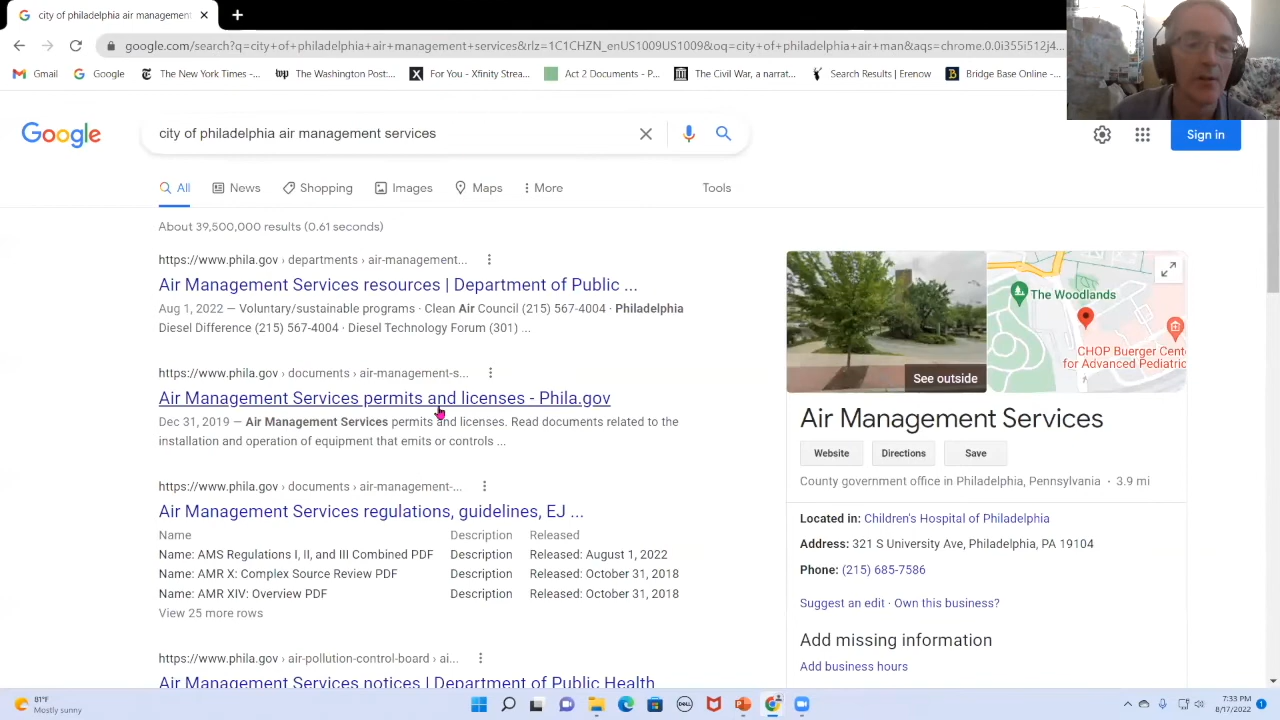 city of philadelphia air management
google.com/search?q=city+of+philadelphia+air+management+services&rlz=1C1CHZN_enUS1009US1009&oq=city+of+philadelphia+air+man&aqs=chrome.0.0i355i512j4...
Gmail
Google
The New York Times -...
The Washington Post:...
For You - Xfinity Strea...
Act 2 Documents - P...
The Civil War, a narrat...
Search Results | Erenow
Bridge Base Online -...
Google
city of philadelphia air management services
Sign in
All
News
Shopping
Images
Maps
More
Tools
About 39,500,000 results (0.61 seconds)
https://www.phila.gov › departments › air-management...
Air Management Services resources | Department of Public ...
Aug 1, 2022 — Voluntary/sustainable programs · Clean Air Council (215) 567-4004 · Philadelphia
Diesel Difference (215) 567-4004 · Diesel Technology Forum (301) ...
https://www.phila.gov › documents › air-management-s...
Air Management Services permits and licenses - Phila.gov
Dec 31, 2019 — Air Management Services permits and licenses. Read documents related to the
installation and operation of equipment that emits or controls ...
https://www.phila.gov › documents › air-management-...
Air Management Services regulations, guidelines, EJ ...
Name Description Released
Name: AMS Regulations I, II, and III Combined PDF Description Released: August 1, 2022
Name: AMR X: Complex Source Review PDF Description Released: October 31, 2018
Name: AMR XIV: Overview PDF Description Released: October 31, 2018
View 25 more rows
https://www.phila.gov › air-pollution-control-board › ai...
Air Management Services notices | Department of Public Health
See outside
The Woodlands
CHOP Buerger Cente
for Advanced Pediatric
Air Management Services
Website
Directions
Save
County government office in Philadelphia, Pennsylvania · 3.9 mi
Located in: Children's Hospital of Philadelphia
Address: 321 S University Ave, Philadelphia, PA 19104
Phone: (215) 685-7586
Suggest an edit · Own this business?
Add missing information
Add business hours
81°F
Mostly sunny
DELL
7:33 PM
8/17/2022
1